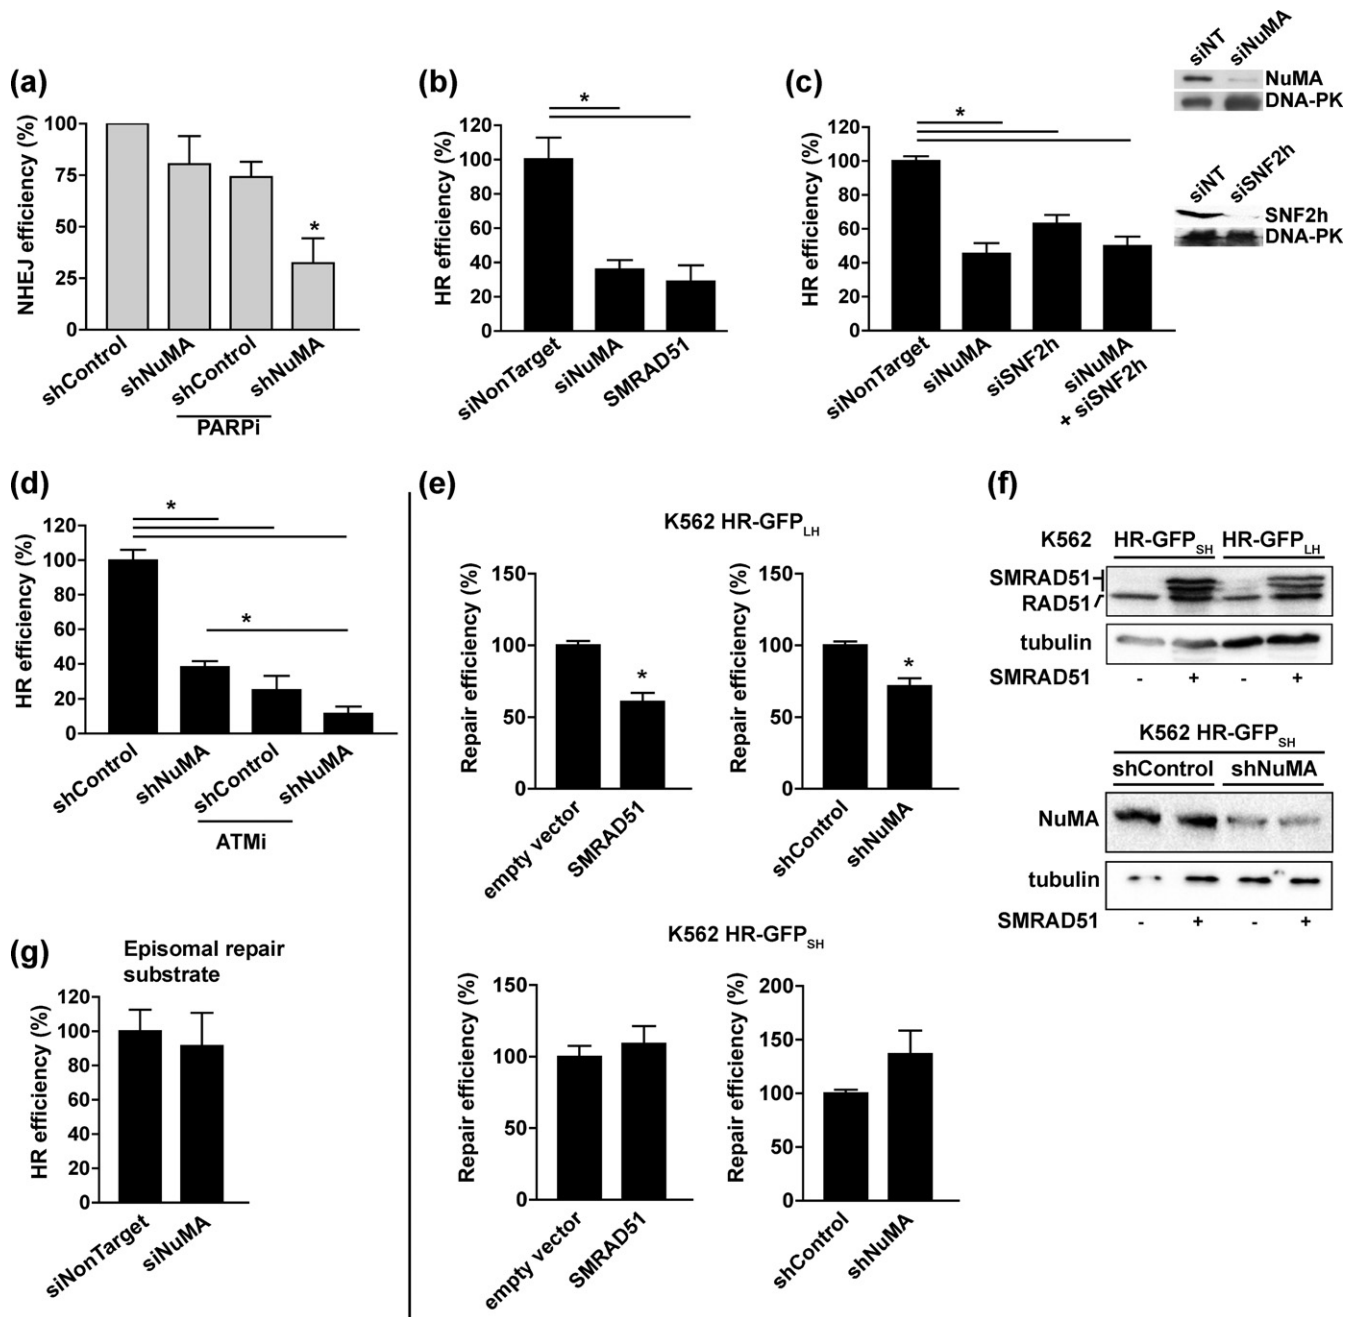 (a)
NHEJ efficiency (%)
100
75
50
25
0
*
shControl
shNuMA
shControl
shNuMA
PARPi
(b)
HR efficiency (%)
120
100
80
60
40
20
0
*
siNonTarget
siNuMA
SMRAD51
(c)
HR efficiency (%)
120
100
80
60
40
20
0
*
siNonTarget
siNuMA
siSNF2h
siNuMA
+ siSNF2h
siNT
siNuMA
NuMA
DNA-PK
siNT
siSNF2h
SNF2h
DNA-PK
(d)
HR efficiency (%)
120
100
80
60
40
20
0
*
*
shControl
shNuMA
shControl
shNuMA
ATMi
(e)
K562 HR-GFPLH
Repair efficiency (%)
150
100
50
0
*
empty vector
SMRAD51
Repair efficiency (%)
150
100
50
0
*
shControl
shNuMA
K562 HR-GFPSH
Repair efficiency (%)
150
100
50
0
empty vector
SMRAD51
Repair efficiency (%)
200
150
100
50
0
shControl
shNuMA
(f)
K562 HR-GFPSH HR-GFPLH
SMRAD51
RAD51
tubulin
SMRAD51 - + - +
K562 HR-GFPSH
shControl shNuMA
NuMA
tubulin
SMRAD51 - + - +
(g)
Episomal repair
substrate
HR efficiency (%)
120
100
80
60
40
20
0
siNonTarget
siNuMA